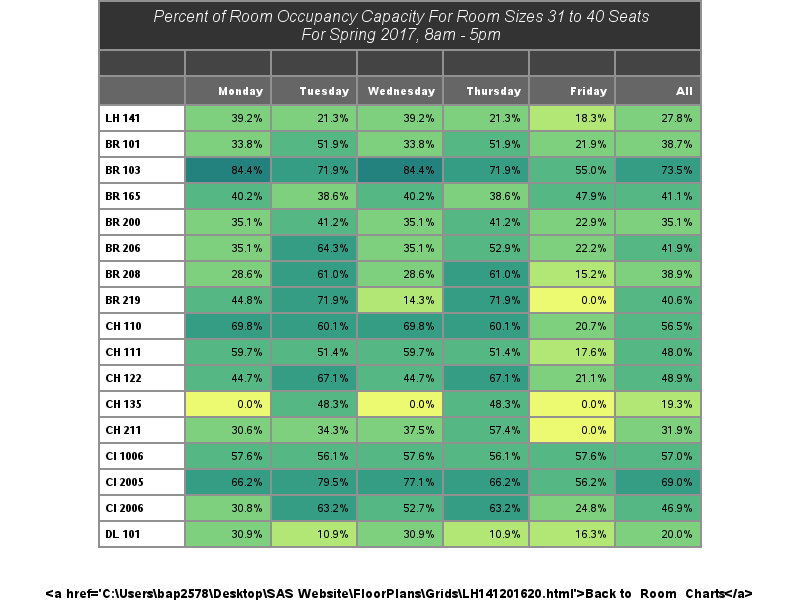 Percent of Room Occupancy Capacity For Room Sizes 31 to 40 Seats
For Spring 2017, 8am - 5pm
Monday Tuesday Wednesday Thursday Friday All
LH 141 39.2% 21.3% 39.2% 21.3% 18.3% 27.8%
BR 101 33.8% 51.9% 33.8% 51.9% 21.9% 38.7%
BR 103 84.4% 71.9% 84.4% 71.9% 55.0% 73.5%
BR 165 40.2% 38.6% 40.2% 38.6% 47.9% 41.1%
BR 200 35.1% 41.2% 35.1% 41.2% 22.9% 35.1%
BR 206 35.1% 64.3% 35.1% 52.9% 22.2% 41.9%
BR 208 28.6% 61.0% 28.6% 61.0% 15.2% 38.9%
BR 219 44.8% 71.9% 14.3% 71.9% 0.0% 40.6%
CH 110 69.8% 60.1% 69.8% 60.1% 20.7% 56.5%
CH 111 59.7% 51.4% 59.7% 51.4% 17.6% 48.0%
CH 122 44.7% 67.1% 44.7% 67.1% 21.1% 48.9%
CH 135 0.0% 48.3% 0.0% 48.3% 0.0% 19.3%
CH 211 30.6% 34.3% 37.5% 57.4% 0.0% 31.9%
CI 1006 57.6% 56.1% 57.6% 56.1% 57.6% 57.0%
CI 2005 66.2% 79.5% 77.1% 66.2% 56.2% 69.0%
CI 2006 30.8% 63.2% 52.7% 63.2% 24.8% 46.9%
DL 101 30.9% 10.9% 30.9% 10.9% 16.3% 20.0%
<a href='C:\Users\bap2578\Desktop\SAS Website\FloorPlans\Grids\LH141201620.html'>Back to Room Charts</a>